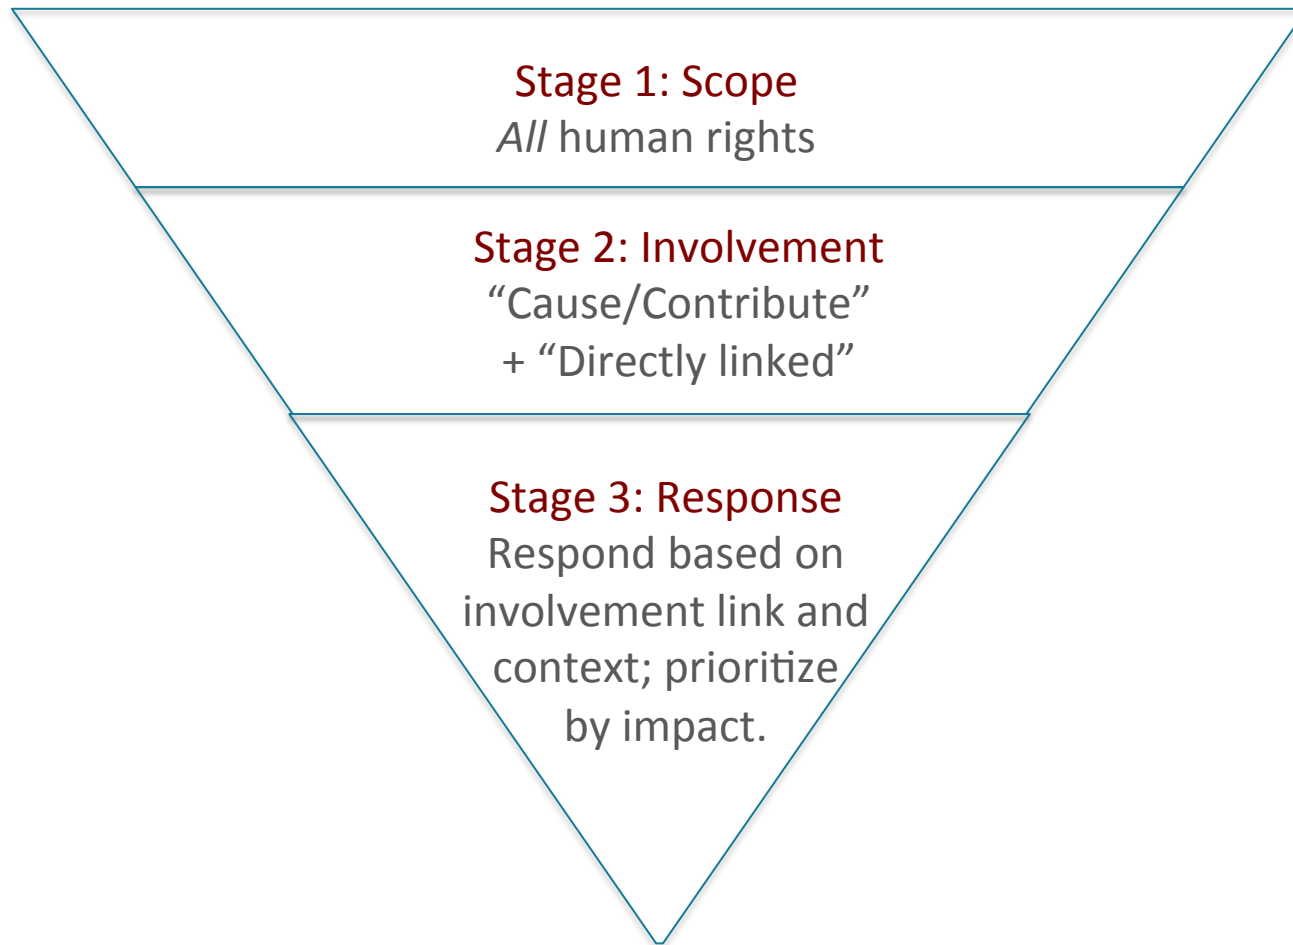 Stage 1: Scope
All human rights
Stage 2: Involvement
“Cause/Contribute”
+ “Directly linked”
Stage 3: Response
Respond based on
involvement link and
context; prioritize
by impact.